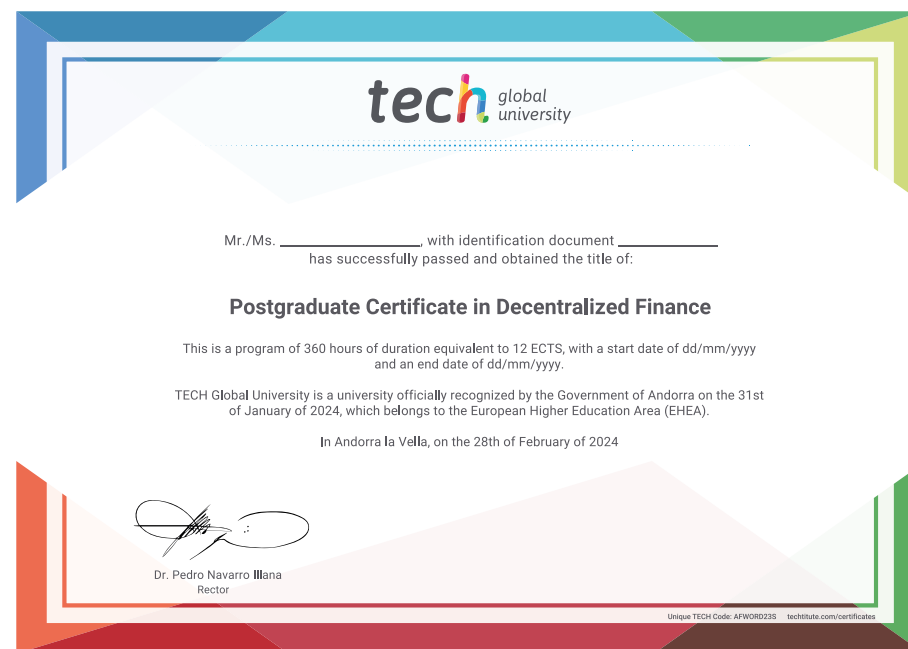 tech global
university
Mr./Ms. ____________, with identification document ____________
has successfully passed and obtained the title of:
Postgraduate Certificate in Decentralized Finance
This is a program of 360 hours of duration equivalent to 12 ECTS, with a start date of dd/mm/yyyy
and an end date of dd/mm/yyyy.
TECH Global University is a university officially recognized by the Government of Andorra on the 31st
of January of 2024, which belongs to the European Higher Education Area (EHEA).
In Andorra la Vella, on the 28th of February of 2024
Dr. Pedro Navarro Illana
Rector
Unique TECH Code: AFWORD23S techtitute.com/certificates